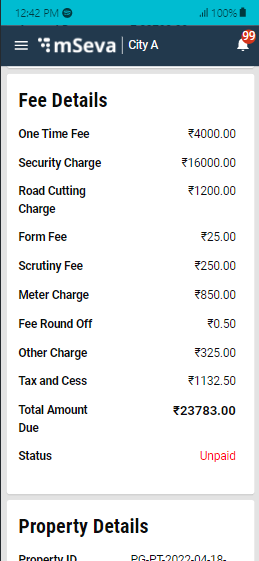 12:42 PM 100%
mSeva City A 99
Fee Details
One Time Fee ₹4000.00
Security Charge ₹16000.00
Road Cutting ₹1200.00
Charge
Form Fee ₹25.00
Scrutiny Fee ₹250.00
Meter Charge ₹850.00
Fee Round Off ₹0.50
Other Charge ₹325.00
Tax and Cess ₹1132.50
Total Amount ₹23783.00
Due
Status Unpaid
Property Details
Property ID PG-PT-2022-04-18-